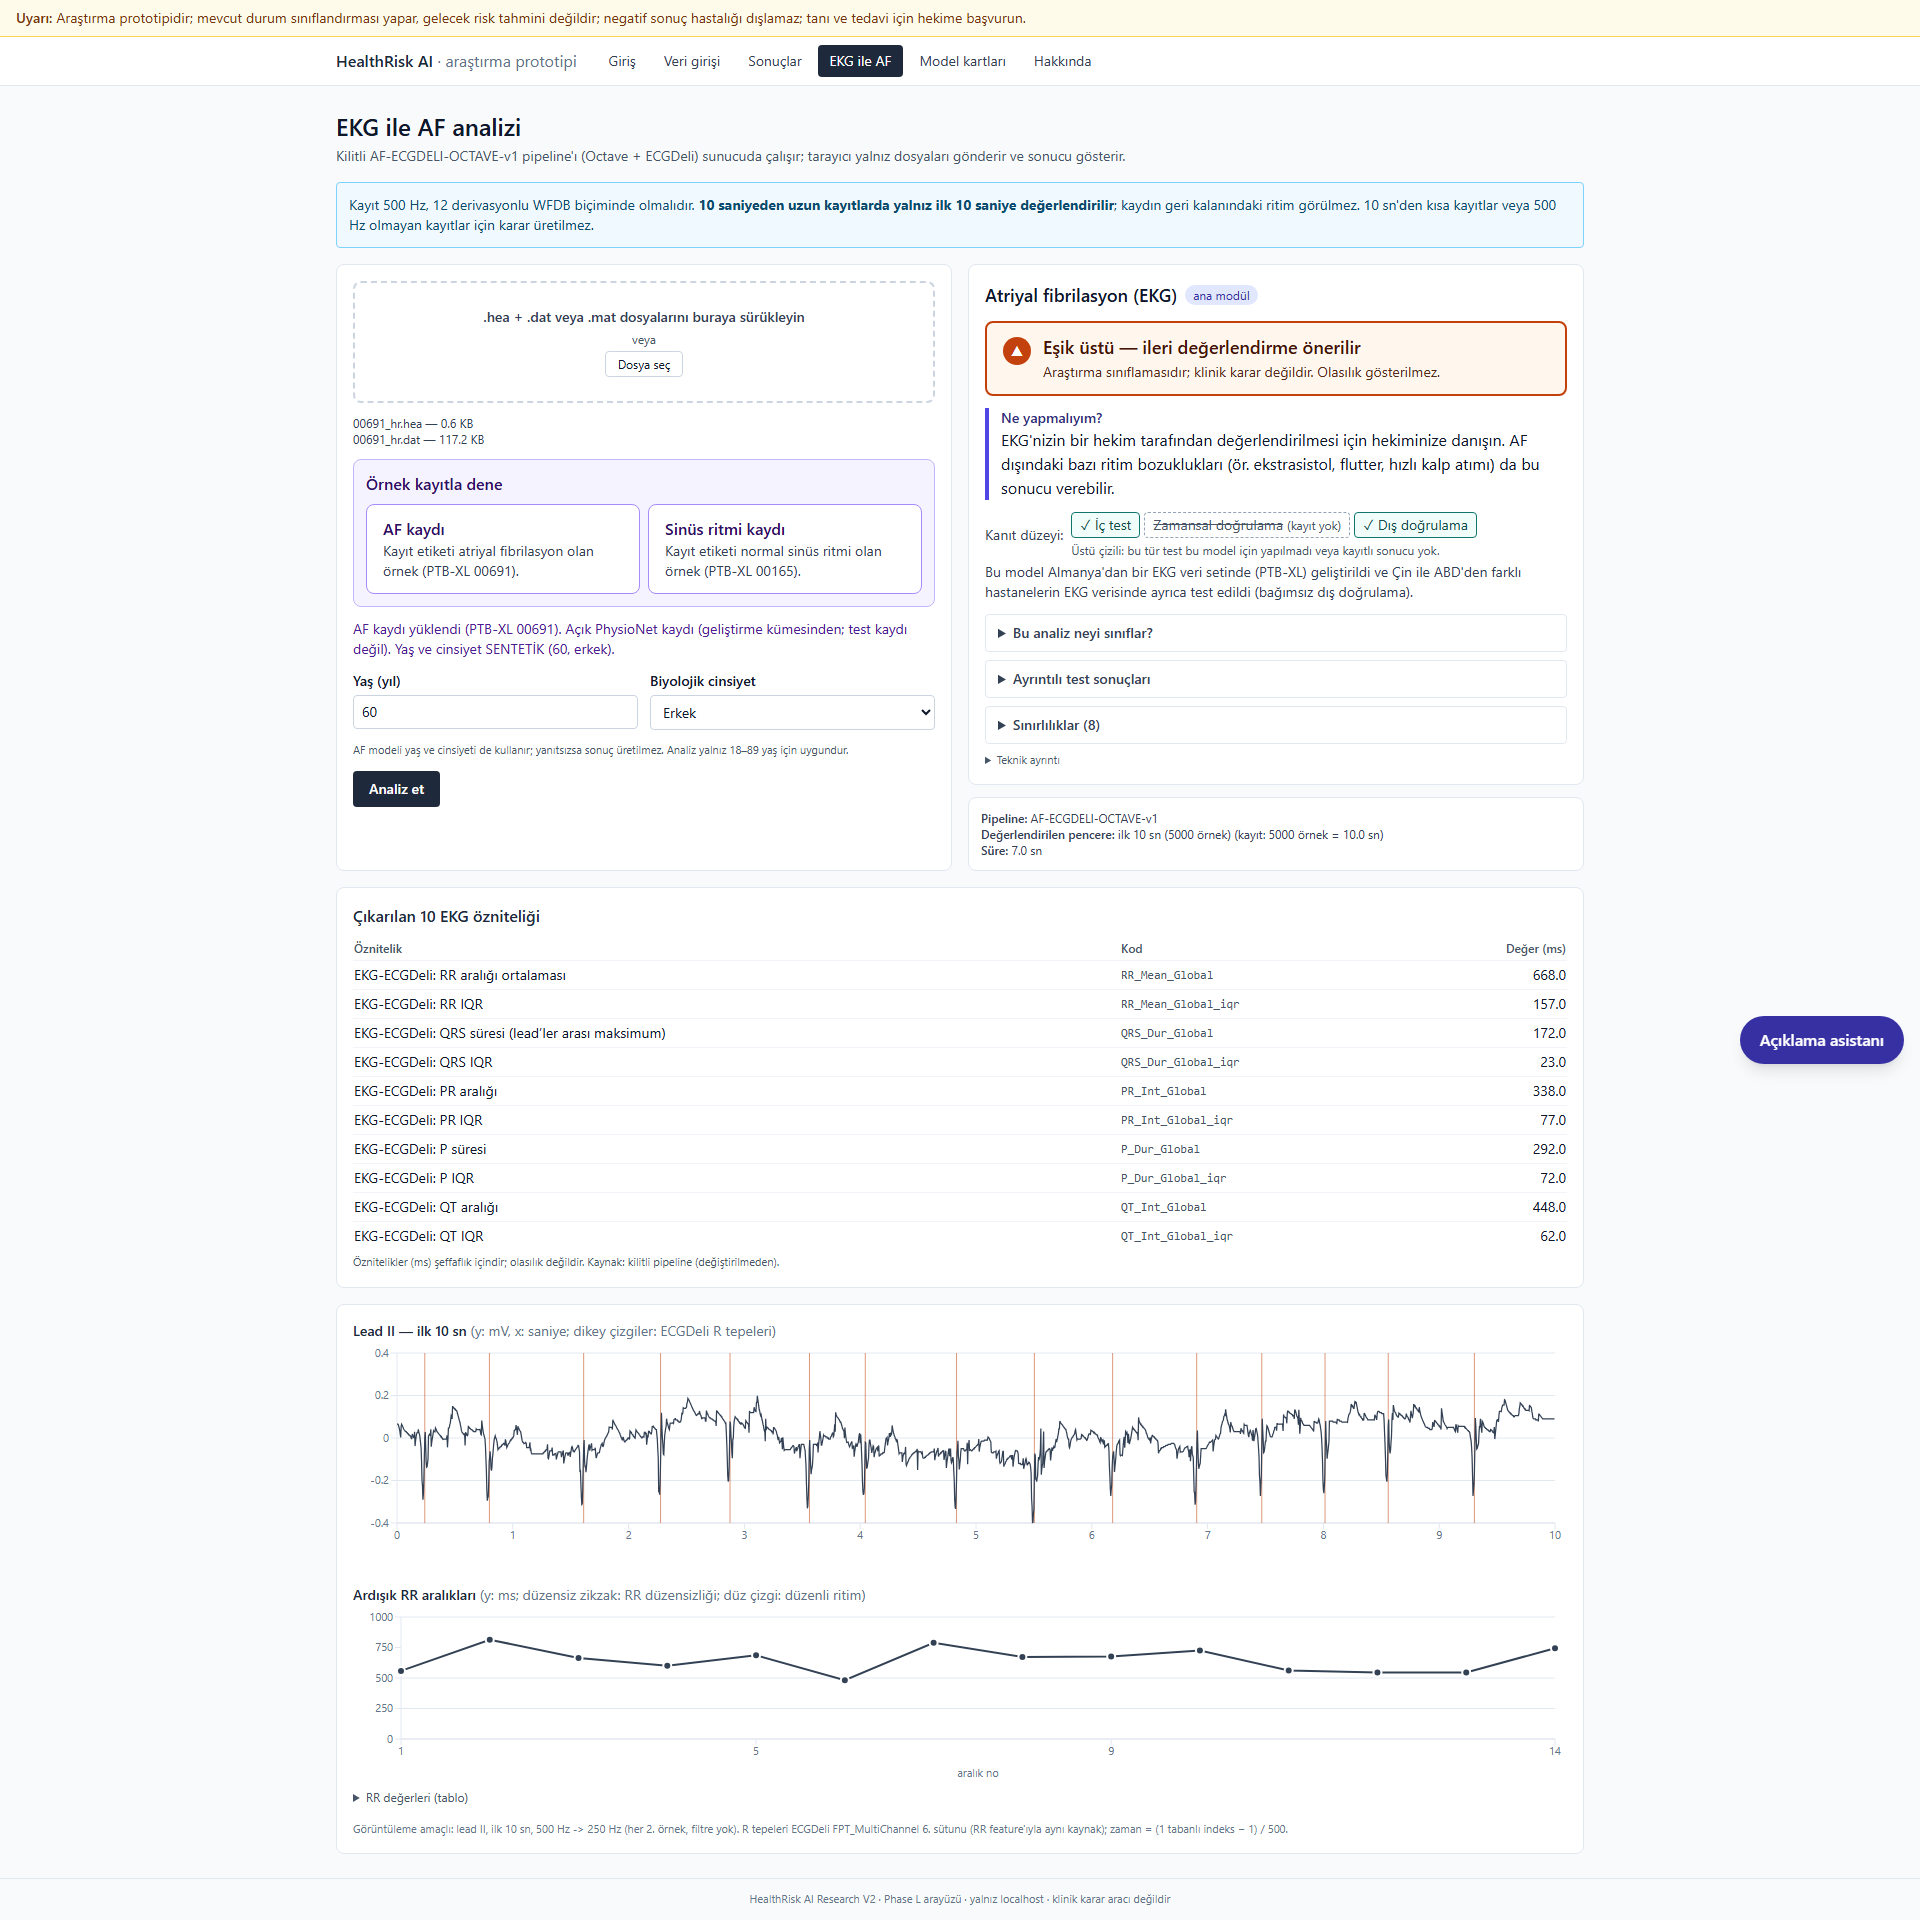 Uyarı: Araştırma prototipidir; mevcut durum sınıflandırması yapar, gelecek risk tahmini değildir; negatif sonuç hastalığı dışlamaz; tanı ve tedavi için hekime başvurun.
HealthRisk AI · araştırma prototipi
Giriş
Veri girişi
Sonuçlar
EKG ile AF
Model kartları
Hakkında
EKG ile AF analizi
Kilitli AF-ECGDELI-OCTAVE-v1 pipeline'ı (Octave + ECGDeli) sunucuda çalışır; tarayıcı yalnız dosyaları gönderir ve sonucu gösterir.
Kayıt 500 Hz, 12 derivasyonlu WFDB biçiminde olmalıdır. 10 saniyeden uzun kayıtlarda yalnız ilk 10 saniye değerlendirilir; kaydın geri kalanındaki ritim görülmez. 10 sn'den kısa kayıtlar veya 500
Hz olmayan kayıtlar için karar üretilmez.
.hea + .dat veya .mat dosyalarını buraya sürükleyin
veya
Dosya seç
00691_hr.hea — 0.6 KB
00691_hr.dat — 117.2 KB
Örnek kayıtla dene
AF kaydı
Kayıt etiketi atriyal fibrilasyon olan
örnek (PTB-XL 00691).
Sinüs ritmi kaydı
Kayıt etiketi normal sinüs ritmi olan
örnek (PTB-XL 00165).
AF kaydı yüklendi (PTB-XL 00691). Açık PhysioNet kaydı (geliştirme kümesinden; test kaydı
değil). Yaş ve cinsiyet SENTETİK (60, erkek).
Yaş (yıl)
60
Biyolojik cinsiyet
Erkek
AF modeli yaş ve cinsiyeti de kullanır; yanıtsızsa sonuç üretilmez. Analiz yalnız 18–89 yaş için uygundur.
Analiz et
Atriyal fibrilasyon (EKG) ana modül
Eşik üstü — ileri değerlendirme önerilir
Araştırma sınıflamasıdır; klinik karar değildir. Olasılık gösterilmez.
Ne yapmalıyım?
EKG'nizin bir hekim tarafından değerlendirilmesi için hekiminize danışın. AF
dışındaki bazı ritim bozuklukları (ör. ekstrasistol, flutter, hızlı kalp atımı) da bu
sonucu verebilir.
Kanıt düzeyi:
✓ İç test
Zamansal doğrulama (kayıt yok)
✓ Dış doğrulama
Üstü çizili: bu tür test bu model için yapılmadı veya kayıtlı sonucu yok.
Bu model Almanya'dan bir EKG veri setinde (PTB-XL) geliştirildi ve Çin ile ABD'den farklı
hastanelerin EKG verisinde ayrıca test edildi (bağımsız dış doğrulama).
▶ Bu analiz neyi sınıflar?
▶ Ayrıntılı test sonuçları
▶ Sınırlılıklar (8)
▶ Teknik ayrıntı
Pipeline: AF-ECGDELI-OCTAVE-v1
Değerlendirilen pencere: ilk 10 sn (5000 örnek) (kayıt: 5000 örnek = 10.0 sn)
Süre: 7.0 sn
Çıkarılan 10 EKG özniteliği
Öznitelik Kod Değer (ms)
EKG-ECGDeli: RR aralığı ortalaması RR_Mean_Global 668.0
EKG-ECGDeli: RR IQR RR_Mean_Global_iqr 157.0
EKG-ECGDeli: QRS süresi (lead'ler arası maksimum) QRS_Dur_Global 172.0
EKG-ECGDeli: QRS IQR QRS_Dur_Global_iqr 23.0
EKG-ECGDeli: PR aralığı PR_Int_Global 338.0
EKG-ECGDeli: PR IQR PR_Int_Global_iqr 77.0
EKG-ECGDeli: P süresi P_Dur_Global 292.0
EKG-ECGDeli: P IQR P_Dur_Global_iqr 72.0
EKG-ECGDeli: QT aralığı QT_Int_Global 448.0
EKG-ECGDeli: QT IQR QT_Int_Global_iqr 62.0
Öznitelikler (ms) şeffaflık içindir; olasılık değildir. Kaynak: kilitli pipeline (değiştirilmeden).
Açıklama asistanı
Lead II — ilk 10 sn (y: mV, x: saniye; dikey çizgiler: ECGDeli R tepeleri)
0.4
0.2
0
-0.2
-0.4
0 1 2 3 4 5 6 7 8 9 10
Ardışık RR aralıkları (y: ms; düzensiz zikzak: RR düzensizliği; düz çizgi: düzenli ritim)
1000
750
500
250
0
1 5 9 14
aralık no
▶ RR değerleri (tablo)
Görüntüleme amaçlı: lead II, ilk 10 sn, 500 Hz -> 250 Hz (her 2. örnek, filtre yok). R tepeleri ECGDeli FPT_MultiChannel 6. sütunu (RR feature'ıyla aynı kaynak); zaman = (1 tabanlı indeks − 1) / 500.
HealthRisk AI Research V2 · Phase L arayüzü · yalnız localhost · klinik karar aracı değildir